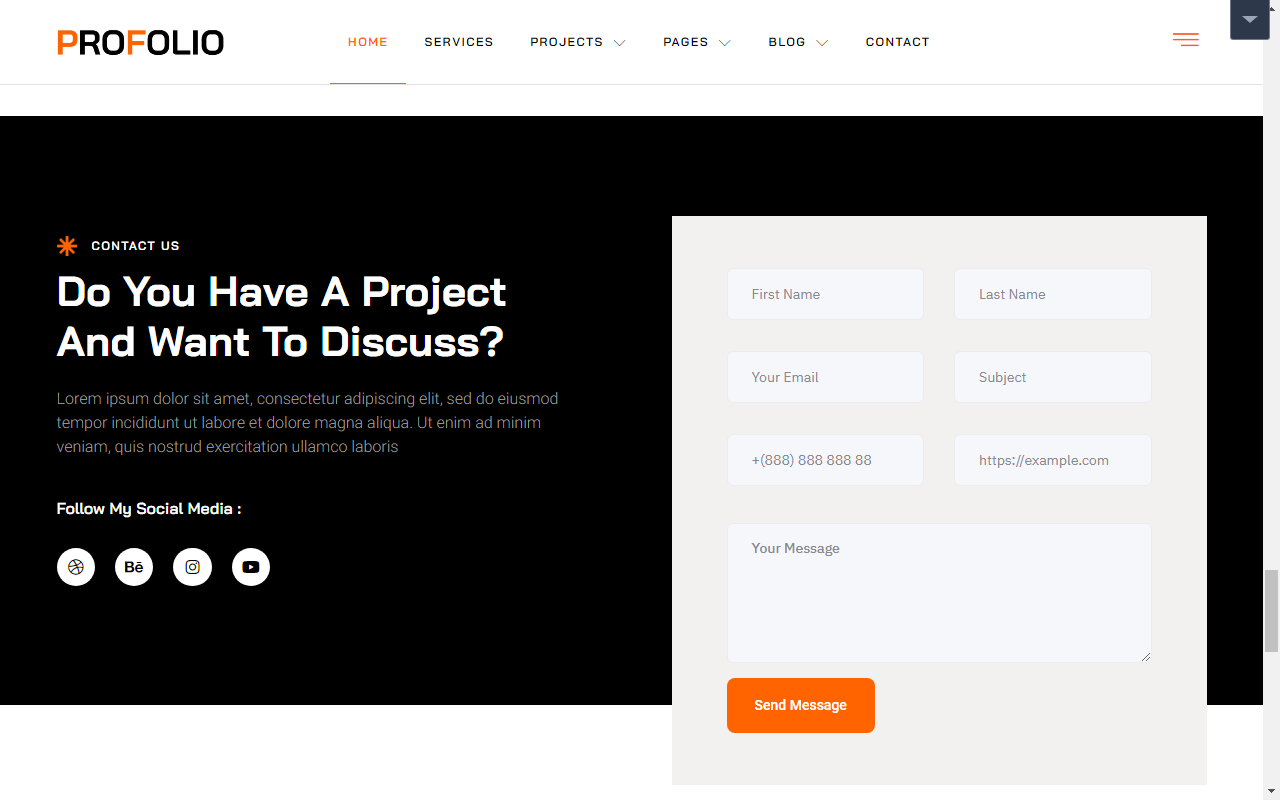 PROFOLIO
HOME
SERVICES
PROJECTS
PAGES
BLOG
CONTACT
CONTACT US
Do You Have A Project
And Want To Discuss?
Lorem ipsum dolor sit amet, consectetur adipiscing elit, sed do eiusmod
tempor incididunt ut labore et dolore magna aliqua. Ut enim ad minim
veniam, quis nostrud exercitation ullamco laboris
Follow My Social Media :
Bē
First Name
Last Name
Your Email
Subject
+(888) 888 888 88
https://example.com
Your Message
Send Message